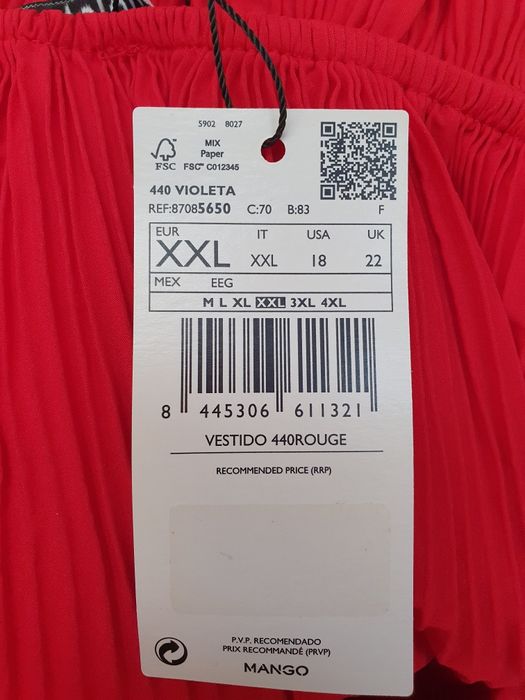 5902 8027
MIX
Paper
FSC
FSC™ C012345
440 VIOLETA
REF:87085650 C:70 B:83 F
EUR IT USA UK
XXL XXL 18 22
MEX EEG
M L XL XXL 3XL 4XL
8 445306 611321
VESTIDO 440ROUGE
RECOMMENDED PRICE (RRP)
P.V.P. RECOMENDADO
PRIX RECOMMANDÉ (PRVP)
MANGO